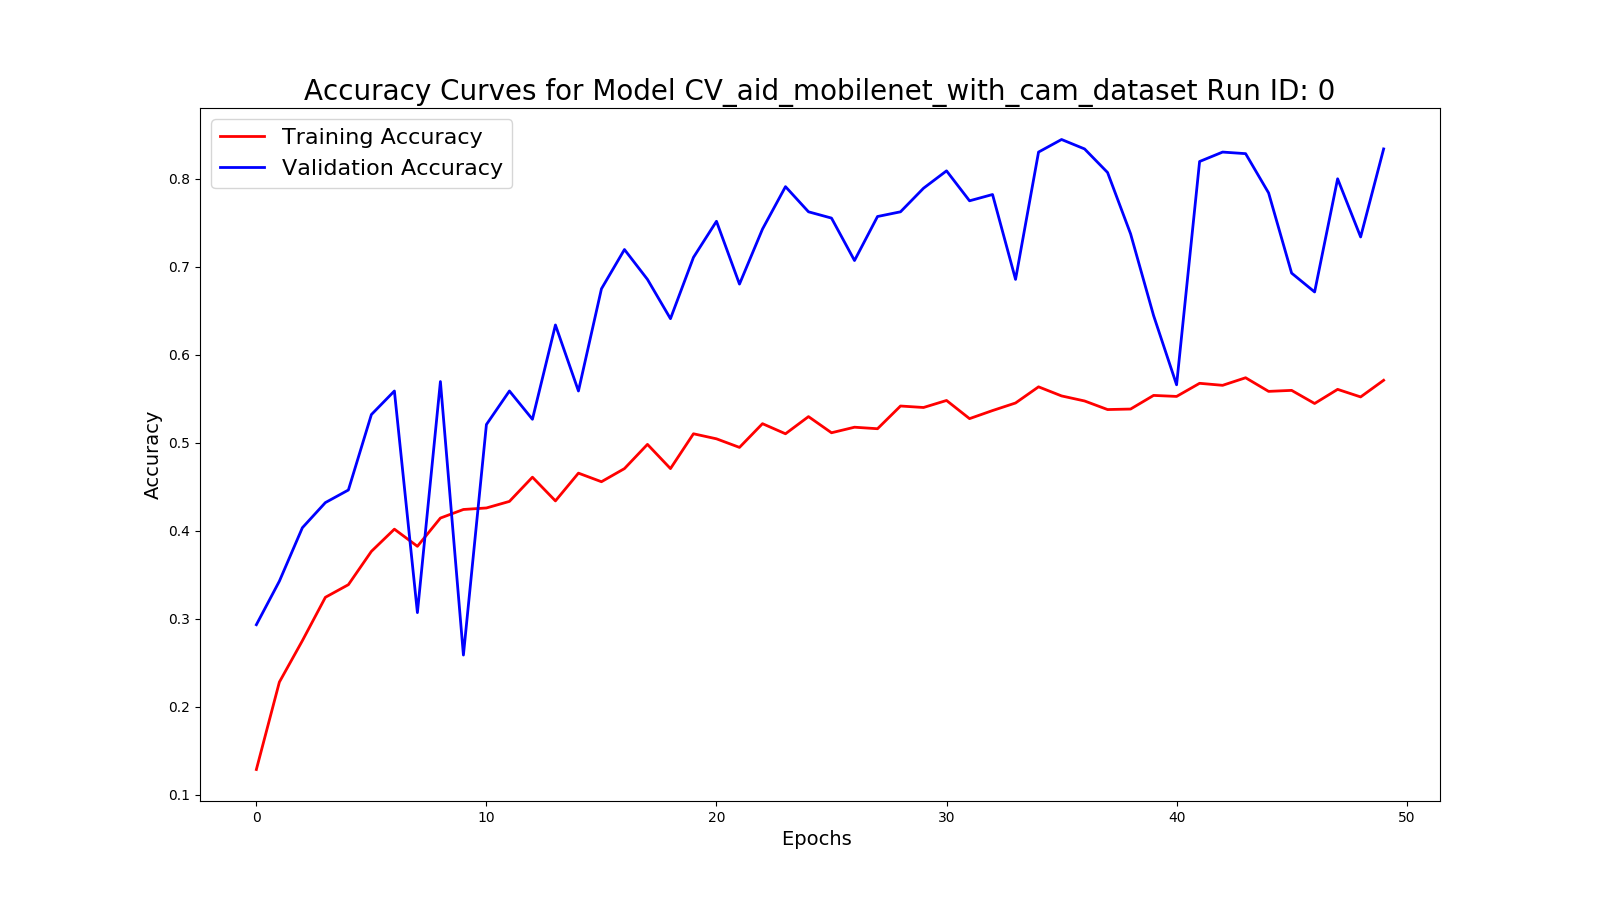 Accuracy Curves for Model CV_aid_mobilenet_with_cam_dataset Run ID: 0
Training Accuracy
Validation Accuracy
Accuracy
0.8
0.7
0.6
0.5
0.4
0.3
0.2
0.1
0 10 20 30 40 50
Epochs